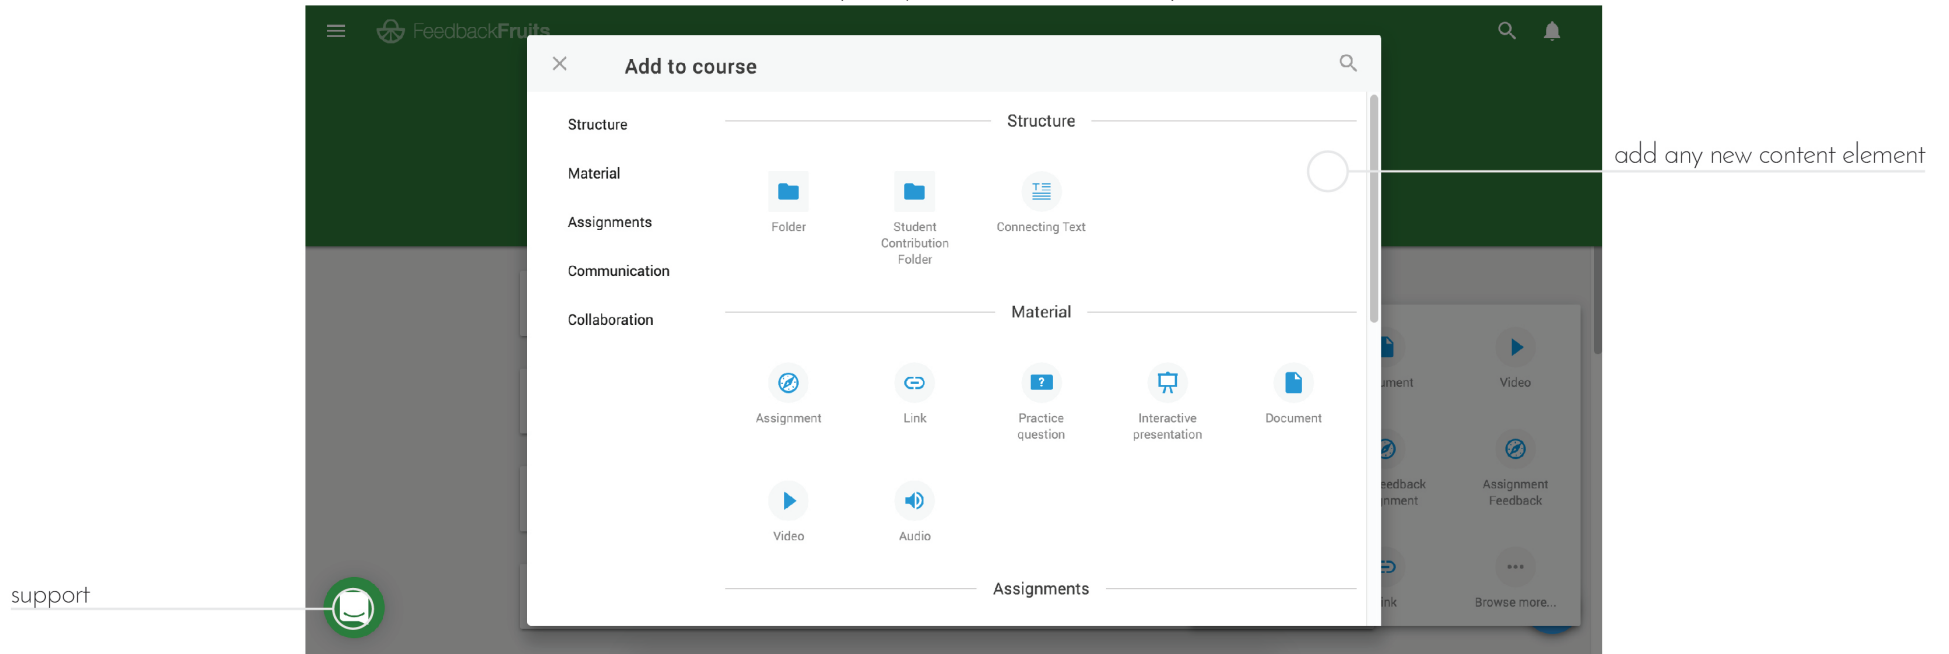 FeedbackFruits
Add to course
Structure
Material
Assignments
Communication
Collaboration
Structure
Folder
Student
Contribution
Folder
Connecting Text
Material
Assignment
Link
Practice
question
Interactive
presentation
Document
Video
Audio
Assignments
add any new content element
Video
Assignment
Feedback
Browse more...
support